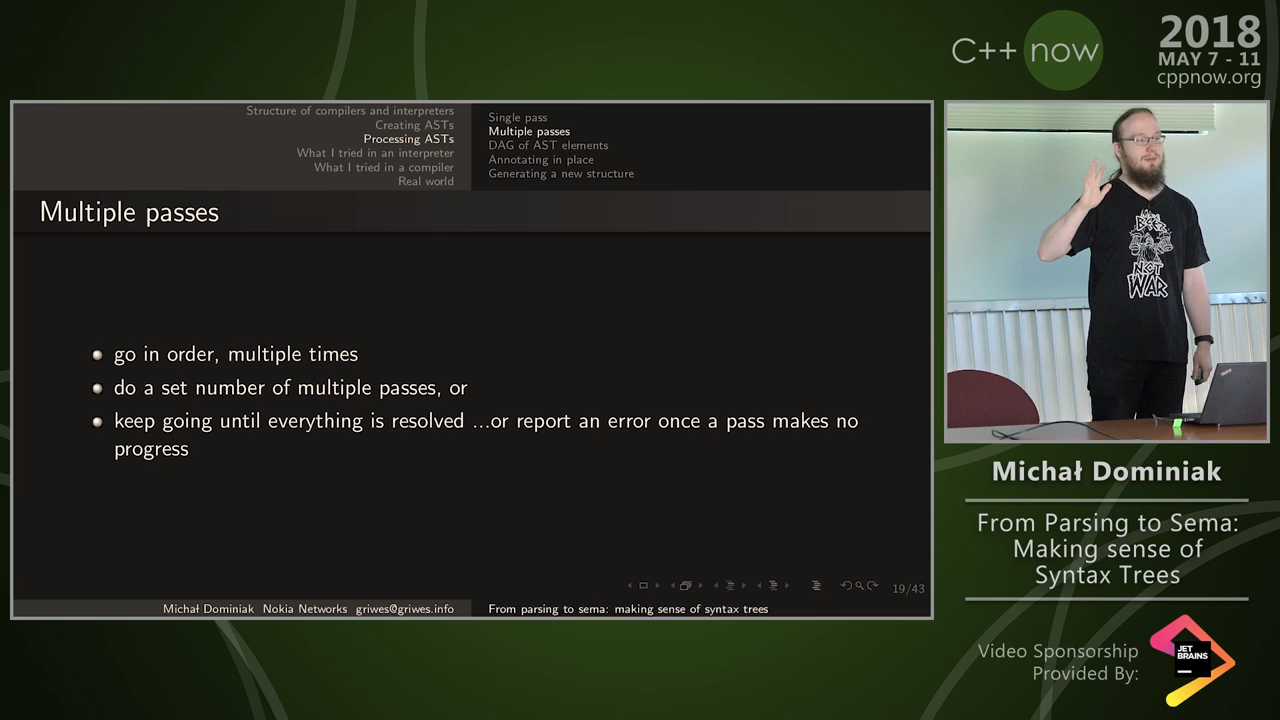 C++ now
2018
MAY 7 - 11
cppnow.org
Structure of compilers and interpreters
Creating ASTs
Processing ASTs
What I tried in an interpreter
What I tried in a compiler
Real world
Single pass
Multiple passes
DAG of AST elements
Annotating in place
Generating a new structure
Multiple passes
go in order, multiple times
do a set number of multiple passes, or
keep going until everything is resolved ...or report an error once a pass makes no
progress
19/43
Michał Dominiak Nokia Networks griwes@griwes.info
From parsing to sema: making sense of syntax trees
NOT
WAR
Michał Dominiak
From Parsing to Sema:
Making sense of
Syntax Trees
Video Sponsorship
Provided By:
JET
BRAINS